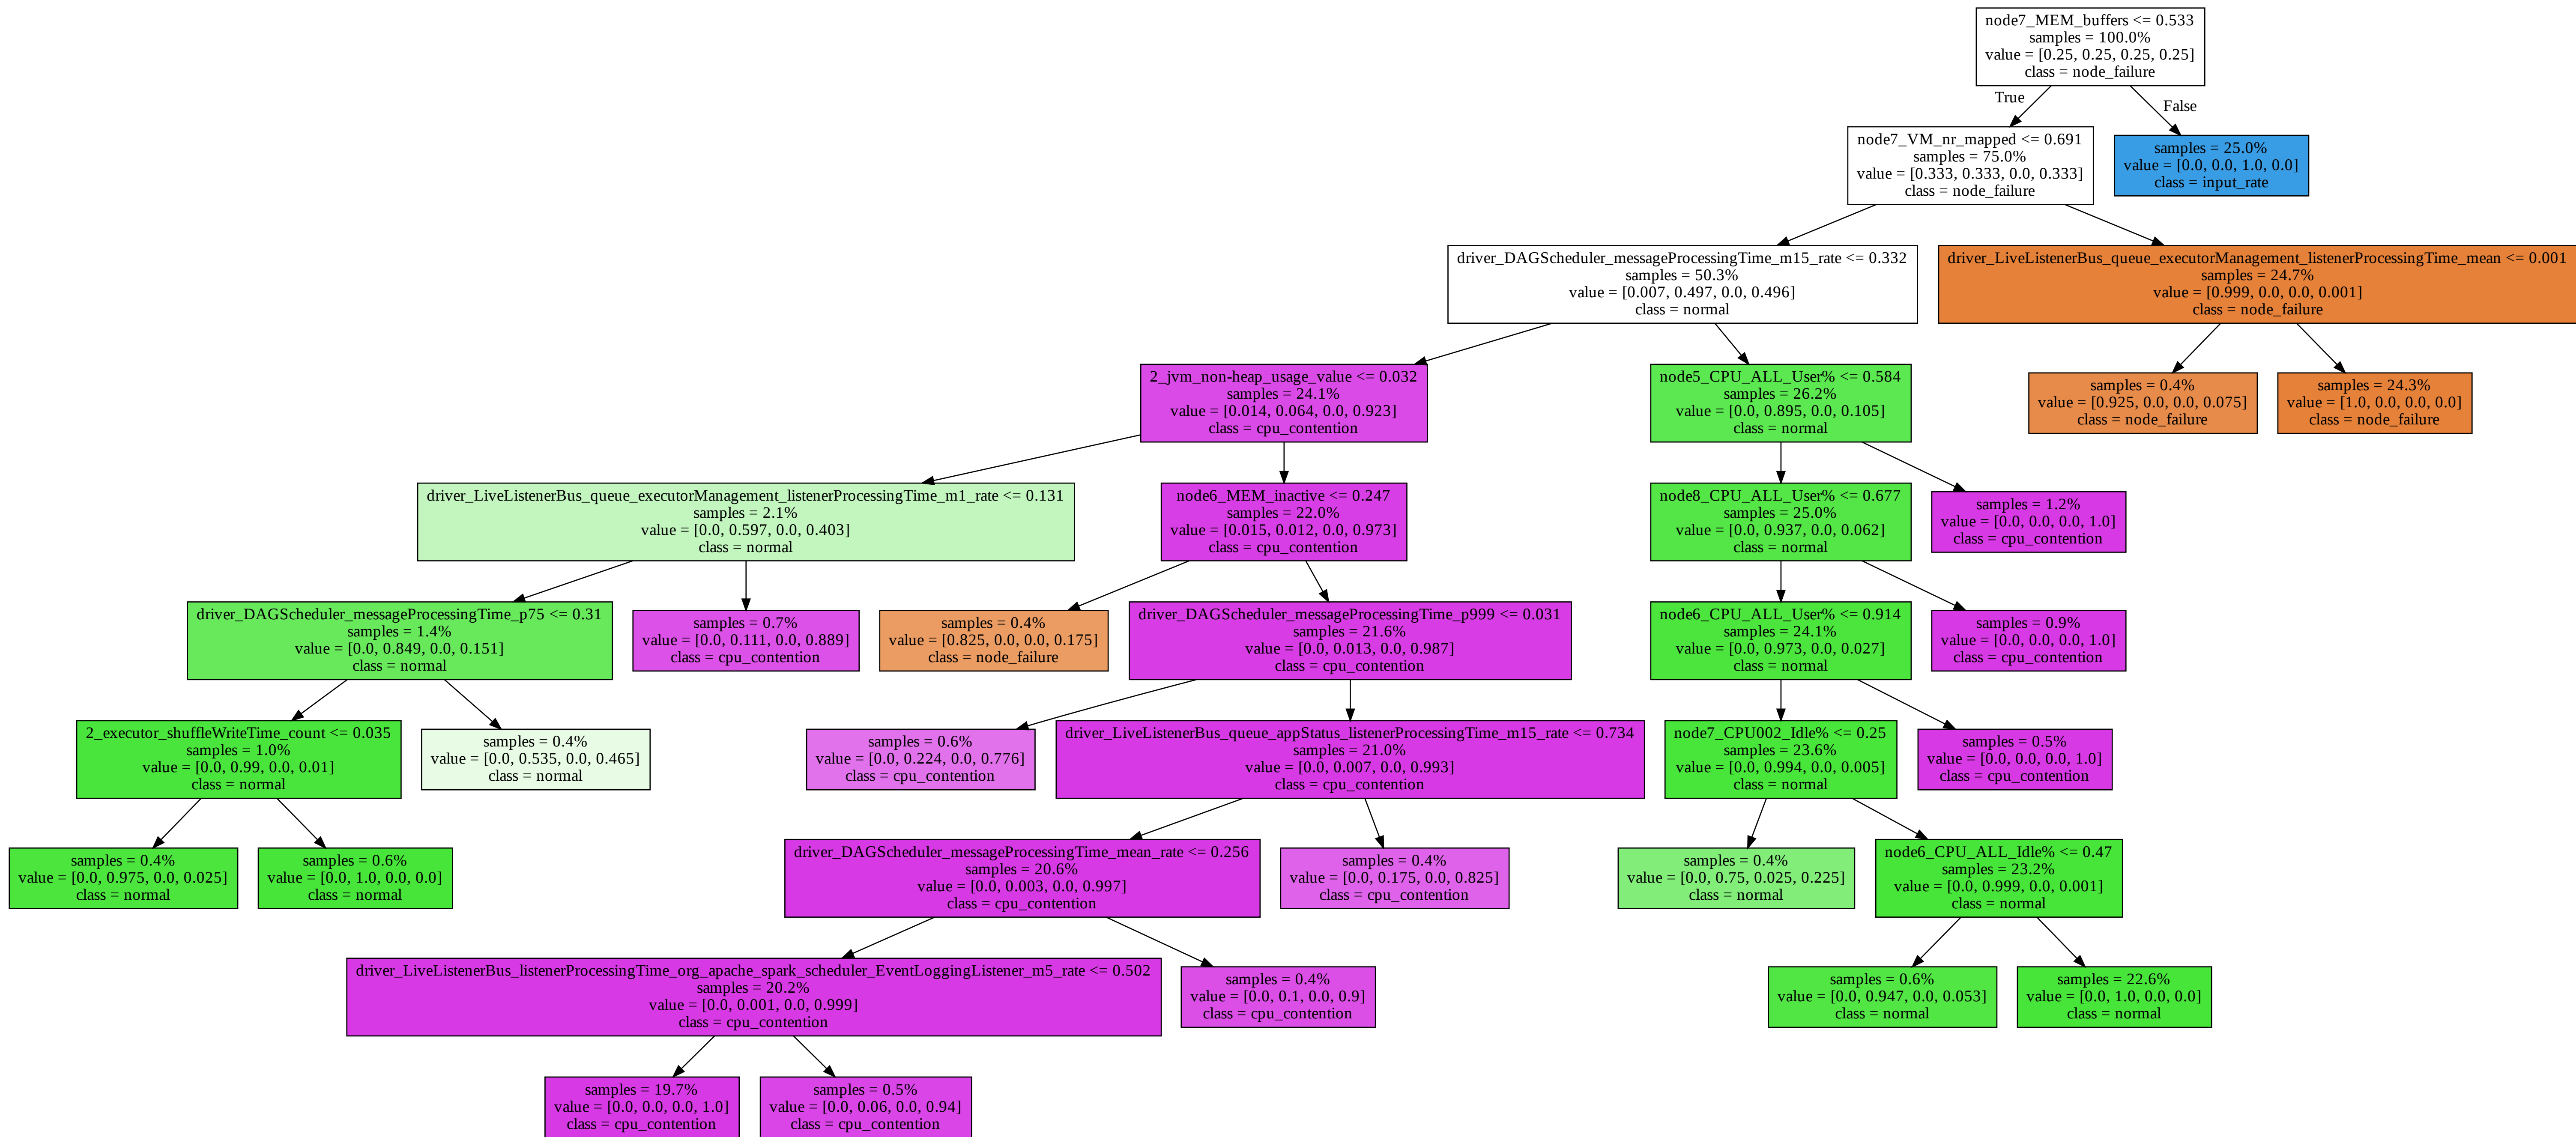 node7_MEM_buffers <= 0.533
samples = 100.0%
value = [0.25, 0.25, 0.25, 0.25]
class = node_failure
True
False
node7_VM_nr_mapped <= 0.691
samples = 75.0%
value = [0.333, 0.333, 0.0, 0.333]
class = node_failure
samples = 25.0%
value = [0.0, 0.0, 1.0, 0.0]
class = input_rate
driver_DAGScheduler_messageProcessingTime_m15_rate <= 0.332
samples = 50.3%
value = [0.007, 0.497, 0.0, 0.496]
class = normal
driver_LiveListenerBus_queue_executorManagement_listenerProcessingTime_mean <= 0.001
samples = 24.7%
value = [0.999, 0.0, 0.0, 0.001]
class = node_failure
2_jvm_non-heap_usage_value <= 0.032
samples = 24.1%
value = [0.014, 0.064, 0.0, 0.923]
class = cpu_contention
node5_CPU_ALL_User% <= 0.584
samples = 26.2%
value = [0.0, 0.895, 0.0, 0.105]
class = normal
samples = 0.4%
value = [0.925, 0.0, 0.0, 0.075]
class = node_failure
samples = 24.3%
value = [1.0, 0.0, 0.0, 0.0]
class = node_failure
driver_LiveListenerBus_queue_executorManagement_listenerProcessingTime_m1_rate <= 0.131
samples = 2.1%
value = [0.0, 0.597, 0.0, 0.403]
class = normal
node6_MEM_inactive <= 0.247
samples = 22.0%
value = [0.015, 0.012, 0.0, 0.973]
class = cpu_contention
node8_CPU_ALL_User% <= 0.677
samples = 25.0%
value = [0.0, 0.937, 0.0, 0.062]
class = normal
samples = 1.2%
value = [0.0, 0.0, 0.0, 1.0]
class = cpu_contention
driver_DAGScheduler_messageProcessingTime_p75 <= 0.31
samples = 1.4%
value = [0.0, 0.849, 0.0, 0.151]
class = normal
samples = 0.7%
value = [0.0, 0.111, 0.0, 0.889]
class = cpu_contention
samples = 0.4%
value = [0.825, 0.0, 0.0, 0.175]
class = node_failure
driver_DAGScheduler_messageProcessingTime_p999 <= 0.031
samples = 21.6%
value = [0.0, 0.013, 0.0, 0.987]
class = cpu_contention
node6_CPU_ALL_User% <= 0.914
samples = 24.1%
value = [0.0, 0.973, 0.0, 0.027]
class = normal
samples = 0.9%
value = [0.0, 0.0, 0.0, 1.0]
class = cpu_contention
2_executor_shuffleWriteTime_count <= 0.035
samples = 1.0%
value = [0.0, 0.99, 0.0, 0.01]
class = normal
samples = 0.4%
value = [0.0, 0.535, 0.0, 0.465]
class = normal
samples = 0.6%
value = [0.0, 0.224, 0.0, 0.776]
class = cpu_contention
driver_LiveListenerBus_queue_appStatus_listenerProcessingTime_m15_rate <= 0.734
samples = 21.0%
value = [0.0, 0.007, 0.0, 0.993]
class = cpu_contention
node7_CPU002_Idle% <= 0.25
samples = 23.6%
value = [0.0, 0.994, 0.0, 0.005]
class = normal
samples = 0.5%
value = [0.0, 0.0, 0.0, 1.0]
class = cpu_contention
samples = 0.4%
value = [0.0, 0.975, 0.0, 0.025]
class = normal
samples = 0.6%
value = [0.0, 1.0, 0.0, 0.0]
class = normal
driver_DAGScheduler_messageProcessingTime_mean_rate <= 0.256
samples = 20.6%
value = [0.0, 0.003, 0.0, 0.997]
class = cpu_contention
samples = 0.4%
value = [0.0, 0.175, 0.0, 0.825]
class = cpu_contention
samples = 0.4%
value = [0.0, 0.75, 0.025, 0.225]
class = normal
node6_CPU_ALL_Idle% <= 0.47
samples = 23.2%
value = [0.0, 0.999, 0.0, 0.001]
class = normal
driver_LiveListenerBus_listenerProcessingTime_org_apache_spark_scheduler_EventLoggingListener_m5_rate <= 0.502
samples = 20.2%
value = [0.0, 0.001, 0.0, 0.999]
class = cpu_contention
samples = 0.4%
value = [0.0, 0.1, 0.0, 0.9]
class = cpu_contention
samples = 0.6%
value = [0.0, 0.947, 0.0, 0.053]
class = normal
samples = 22.6%
value = [0.0, 1.0, 0.0, 0.0]
class = normal
samples = 19.7%
value = [0.0, 0.0, 0.0, 1.0]
class = cpu_contention
samples = 0.5%
value = [0.0, 0.06, 0.0, 0.94]
class = cpu_contention